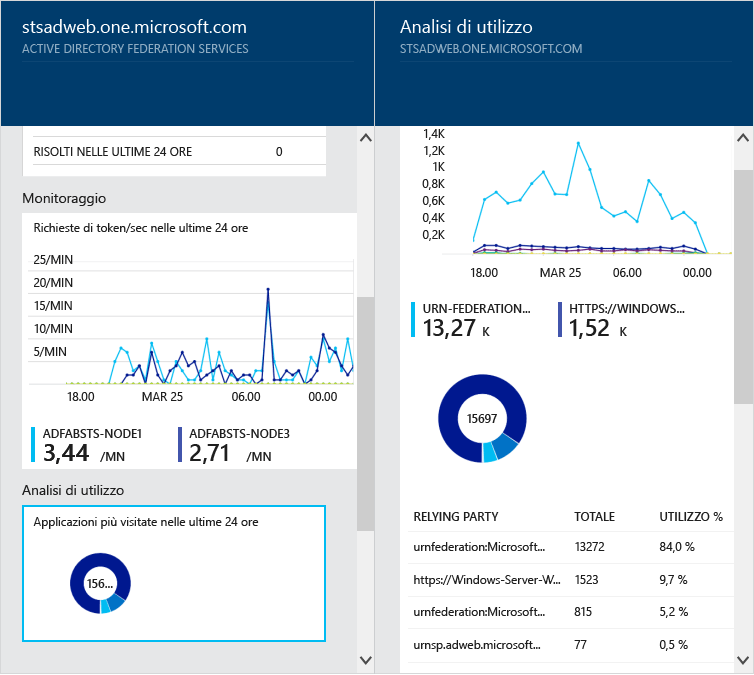 stsadweb.one.microsoft.com
ACTIVE DIRECTORY FEDERATION SERVICES
RISOLTI NELLE ULTIME 24 ORE 0
Monitoraggio
Richieste di token/sec nelle ultime 24 ore
25/MIN
20/MIN
15/MIN
10/MIN
5/MIN
18.00 MAR 25 06.00 00.00
ADFABSTS-NODE1 ADFABSTS-NODE3
3,44 /MN 2,71 /MN
Analisi di utilizzo
Applicazioni più visitate nelle ultime 24 ore
156...
Analisi di utilizzo
STSADWEB.ONE.MICROSOFT.COM
1,4K
1,2K
1K
0,8K
0,6K
0,4K
0,2K
18.00 MAR 25 06.00 00.00
URN-FEDERATION... HTTPS://WINDOWS...
13,27 K 1,52 K
15697
RELYING PARTY TOTALE UTILIZZO %
urnfederation:Microsoft... 13272 84,0 %
https://Windows-Server-W... 1523 9,7 %
urnfederation:Microsoft... 815 5,2 %
urnsp.adweb.microsoft... 77 0,5 %